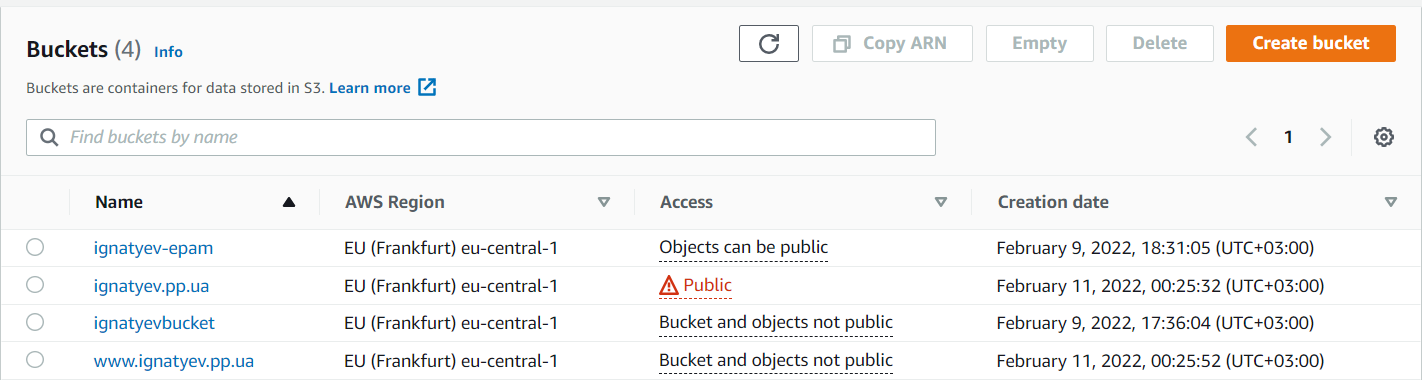 Buckets (4) Info
Copy ARN Empty Delete Create bucket
Buckets are containers for data stored in S3. Learn more
Find buckets by name
1
Name AWS Region Access Creation date
ignatyev-epam EU (Frankfurt) eu-central-1 Objects can be public February 9, 2022, 18:31:05 (UTC+03:00)
ignatyev.pp.ua EU (Frankfurt) eu-central-1 Public February 11, 2022, 00:25:32 (UTC+03:00)
ignatyevbucket EU (Frankfurt) eu-central-1 Bucket and objects not public February 9, 2022, 17:36:04 (UTC+03:00)
www.ignatyev.pp.ua EU (Frankfurt) eu-central-1 Bucket and objects not public February 11, 2022, 00:25:52 (UTC+03:00)